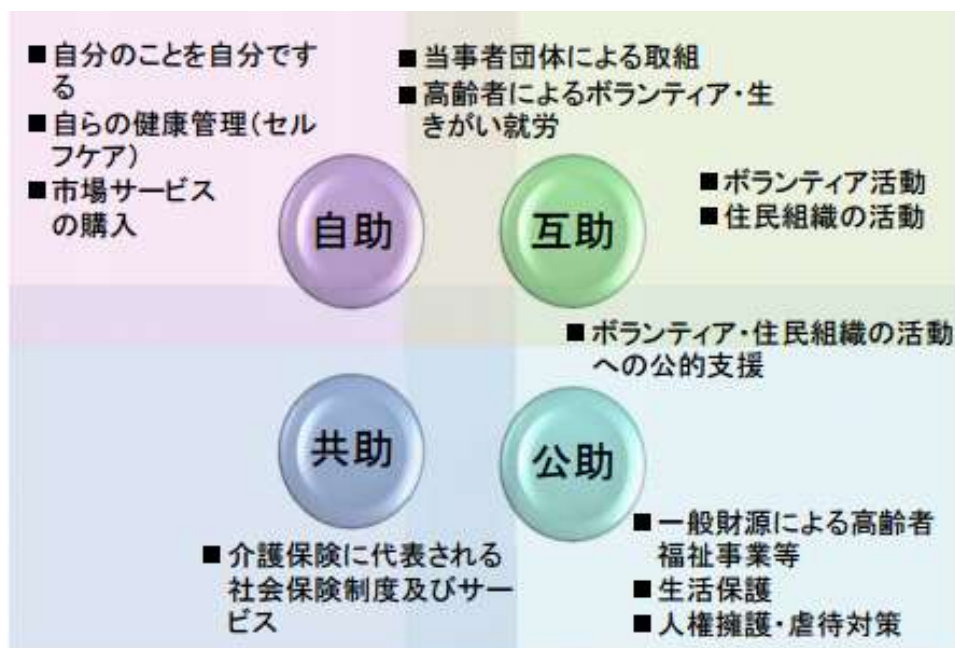 ■自分のことを自分です
る
■自らの健康管理(セル
フケア)
■市場サービス
の購入
自助
■当事者団体による取組
■高齢者によるボランティア・生
きがい就労
■ボランティア活動
■住民組織の活動
互助
■ボランティア・住民組織の活動
への公的支援
共助
■介護保険に代表される
社会保険制度及びサー
ビス
公助
■一般財源による高齢者
福祉事業等
■生活保護
■人権擁護・虐待対策